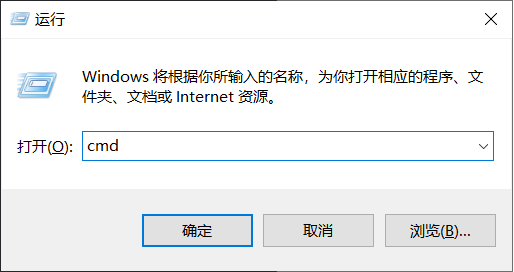 运行
Windows 将根据你所输入的名称，为你打开相应的程序、文
件夹、文档或 Internet 资源。
打开(O): cmd
确定 取消 浏览(B)...